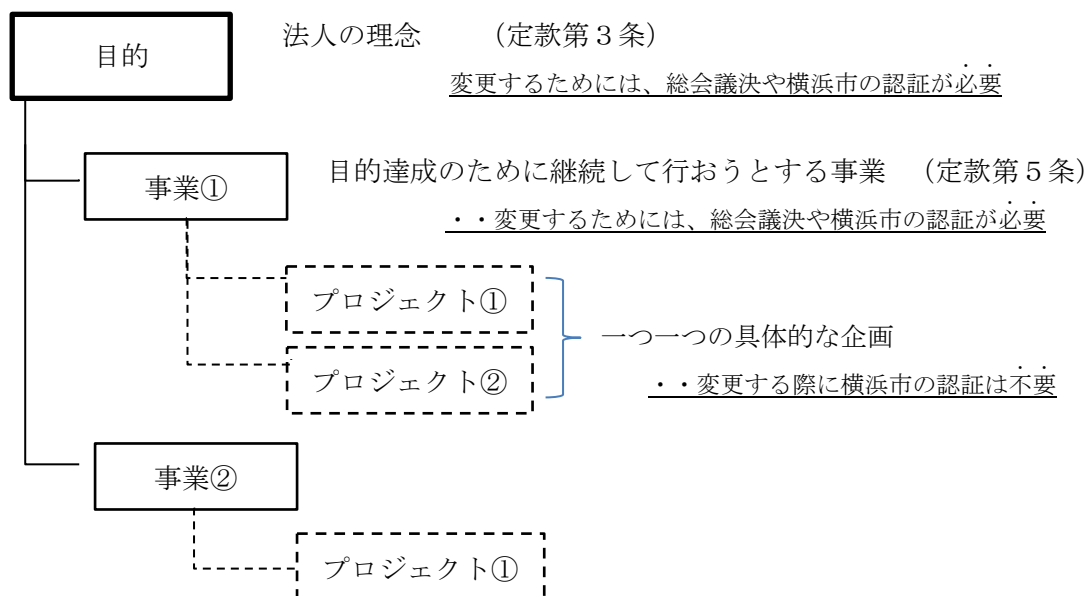 目的
法人の理念　　（定款第３条）
変更するためには、総会議決や横浜市の認証が必要
事業①
目的達成のために継続して行おうとする事業　（定款第５条）
・・変更するためには、総会議決や横浜市の認証が必要
プロジェクト①
プロジェクト②
一つ一つの具体的な企画
・・変更する際に横浜市の認証は不要
事業②
プロジェクト①